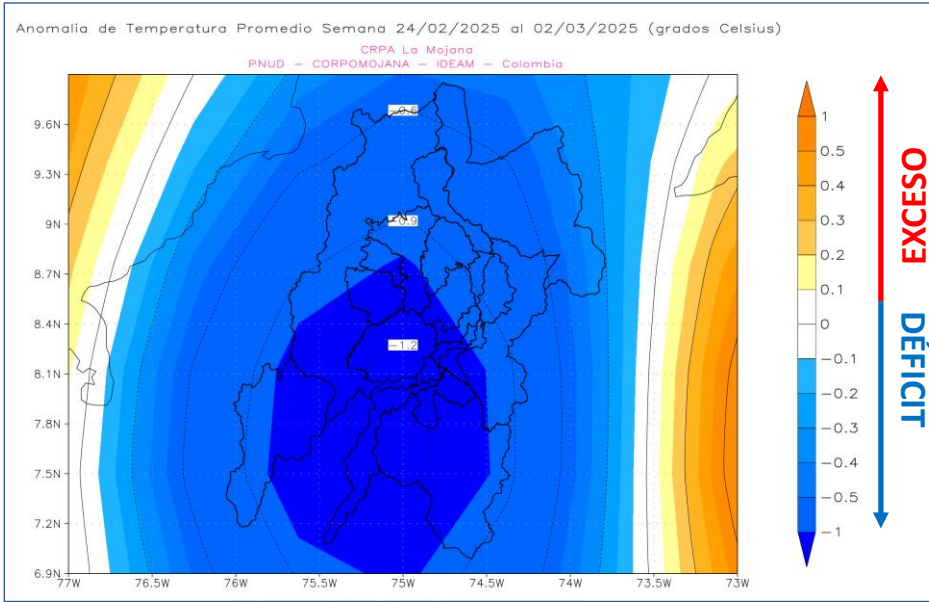 Anomalia de Temperatura Promedio Semana 24/02/2025 al 02/03/2025 (grados Celsius)
CRPA La Mojana
PNUD – CORPOMOJANA – IDEAM – Colombia
9.6N
9.3N
9N
8.7N
8.4N
8.1N
7.8N
7.5N
7.2N
6.9N
77W
76.5W
76W
75.5W
75W
74.5W
74W
73.5W
73W
-0.9
-1.2
1
0.5
0.4
0.3
0.2
0.1
0
-0.1
-0.2
-0.3
-0.4
-0.5
-1
EXCESO
DÉFICIT